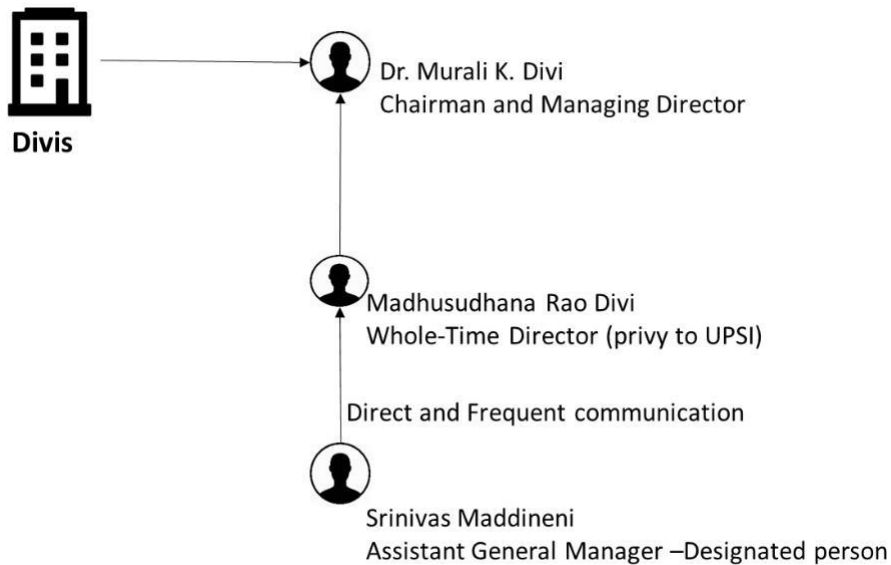 Divis
Dr. Murali K. Divi
Chairman and Managing Director
Madhusudhana Rao Divi
Whole-Time Director (privy to UPSI)
Direct and Frequent communication
Srinivas Maddineni
Assistant General Manager –Designated person